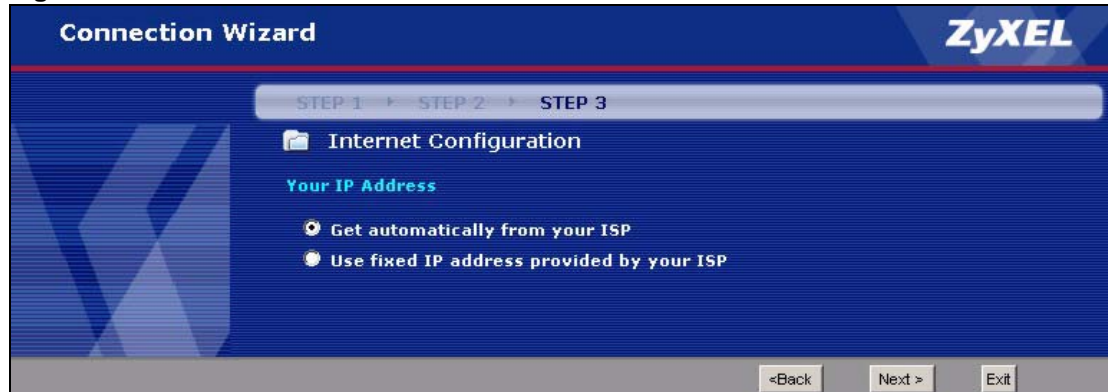 Connection Wizard
ZyXEL
STEP 1 STEP 2 STEP 3
Internet Configuration
Your IP Address
Get automatically from your ISP
Use fixed IP address provided by your ISP
<Back Next > Exit